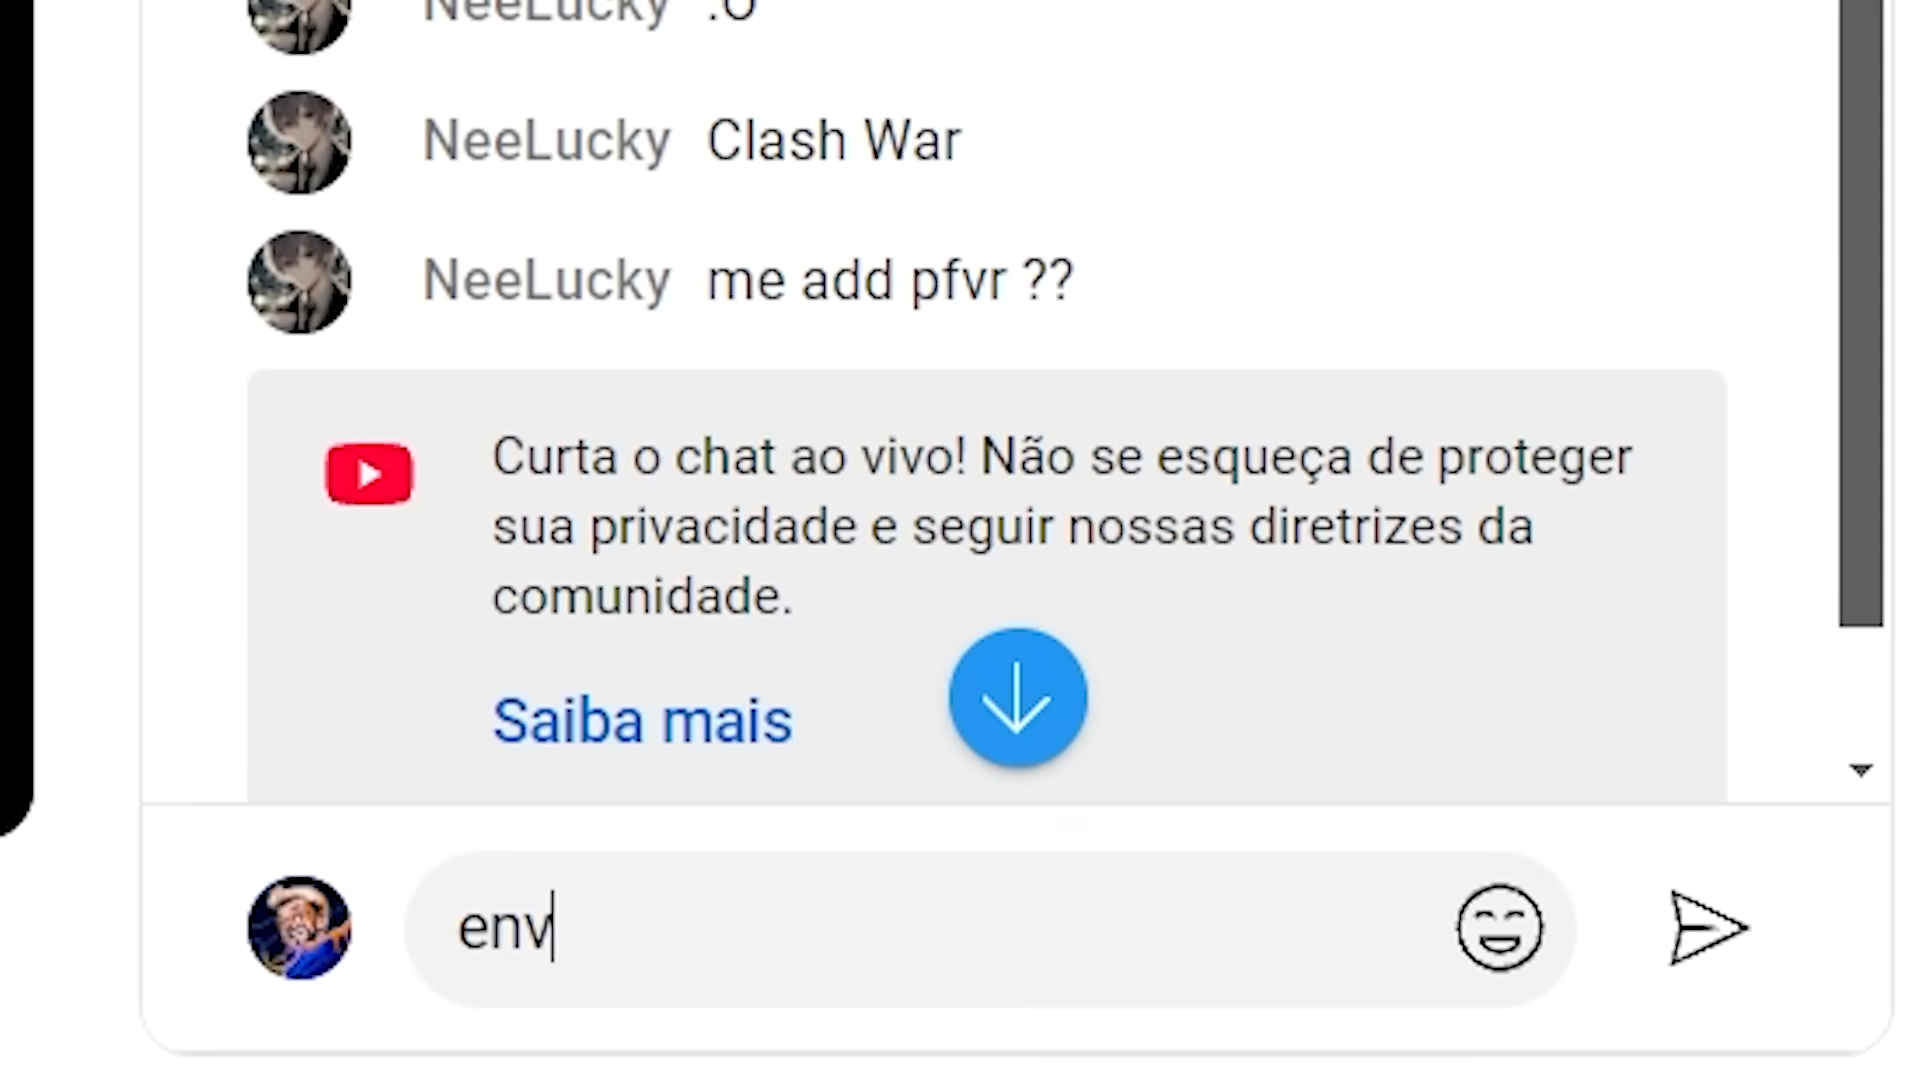 NeeLucky :O
NeeLucky Clash War
NeeLucky me add pfvr ??
Curta o chat ao vivo! Não se esqueça de proteger
sua privacidade e seguir nossas diretrizes da
comunidade.
Saiba mais
env